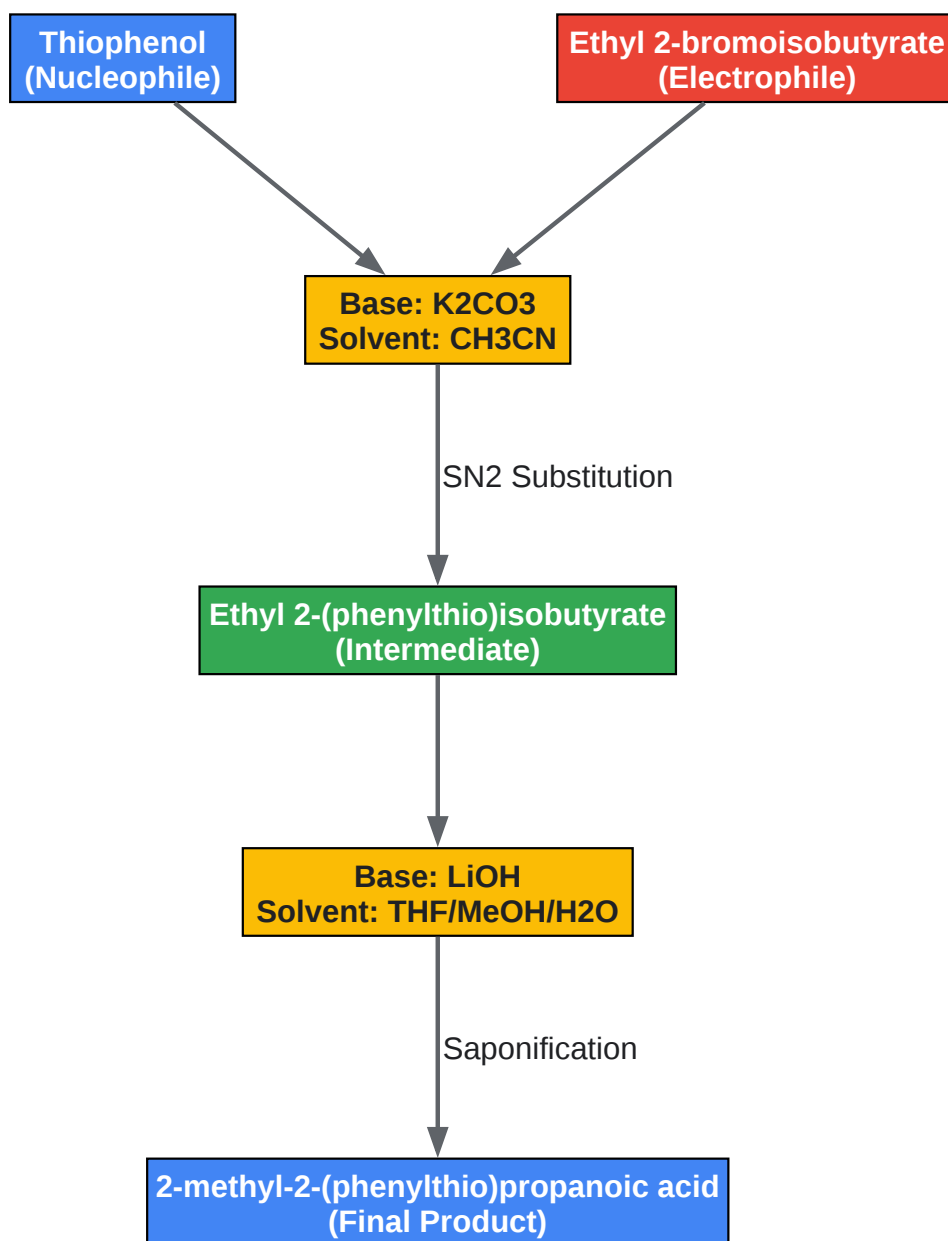 Thiophenol
(Nucleophile)
Ethyl 2-bromoisobutyrate
(Electrophile)
Base: K2CO3
Solvent: CH3CN
SN2 Substitution
Ethyl 2-(phenylthio)isobutyrate
(Intermediate)
Base: LiOH
Solvent: THF/MeOH/H2O
Saponification
2-methyl-2-(phenylthio)propanoic acid
(Final Product)